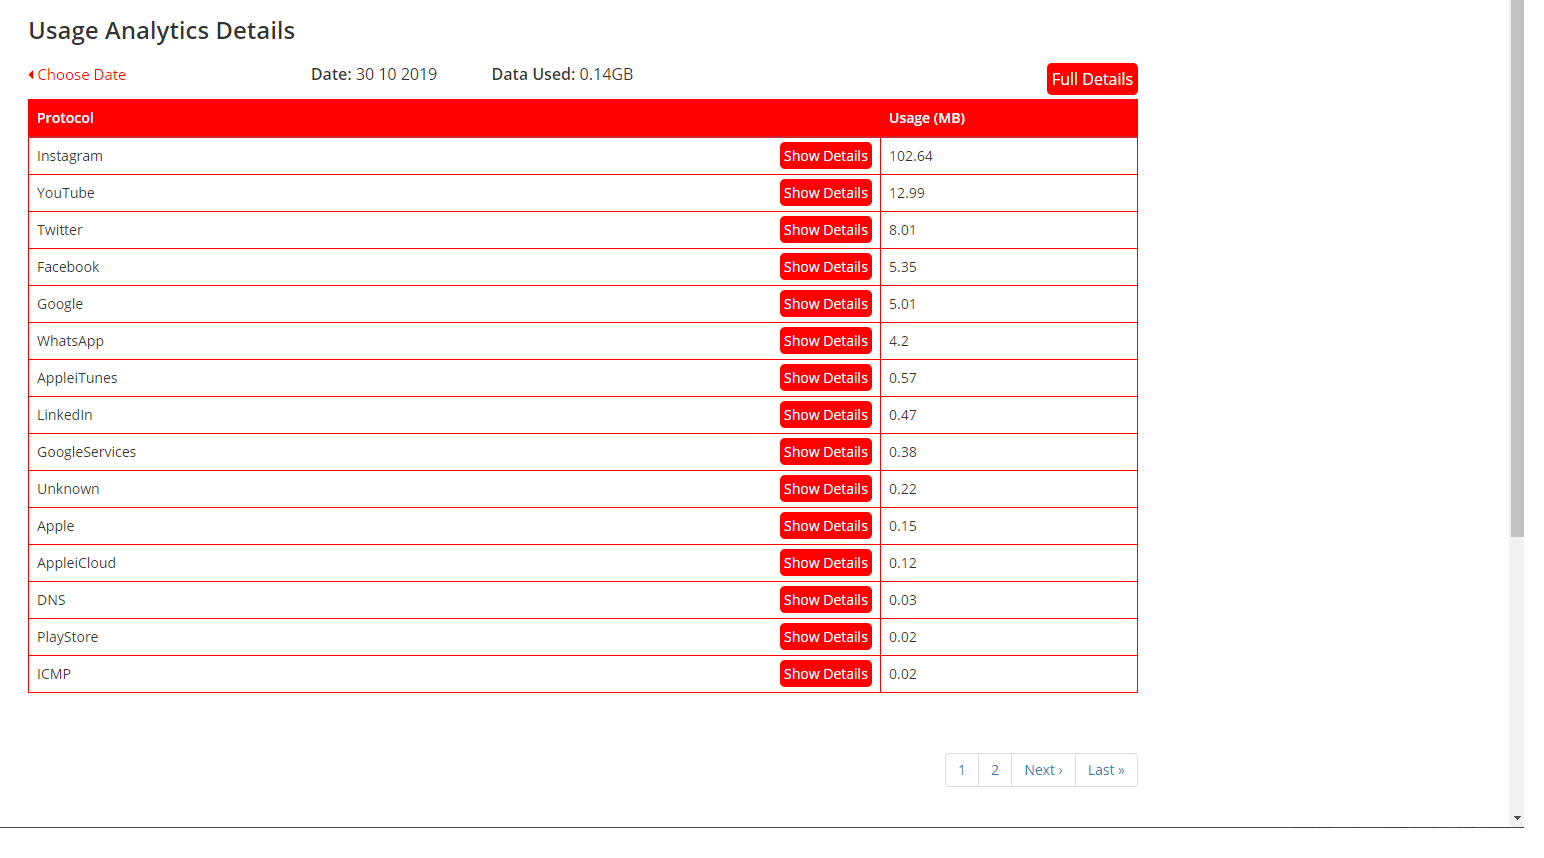 Usage Analytics Details
Choose Date Date: 30 10 2019 Data Used: 0.14GB Full Details
Protocol Usage (MB)
Instagram Show Details 102.64
YouTube Show Details 12.99
Twitter Show Details 8.01
Facebook Show Details 5.35
Google Show Details 5.01
WhatsApp Show Details 4.2
AppleiTunes Show Details 0.57
LinkedIn Show Details 0.47
GoogleServices Show Details 0.38
Unknown Show Details 0.22
Apple Show Details 0.15
AppleiCloud Show Details 0.12
DNS Show Details 0.03
PlayStore Show Details 0.02
ICMP Show Details 0.02
1 2 Next › Last »